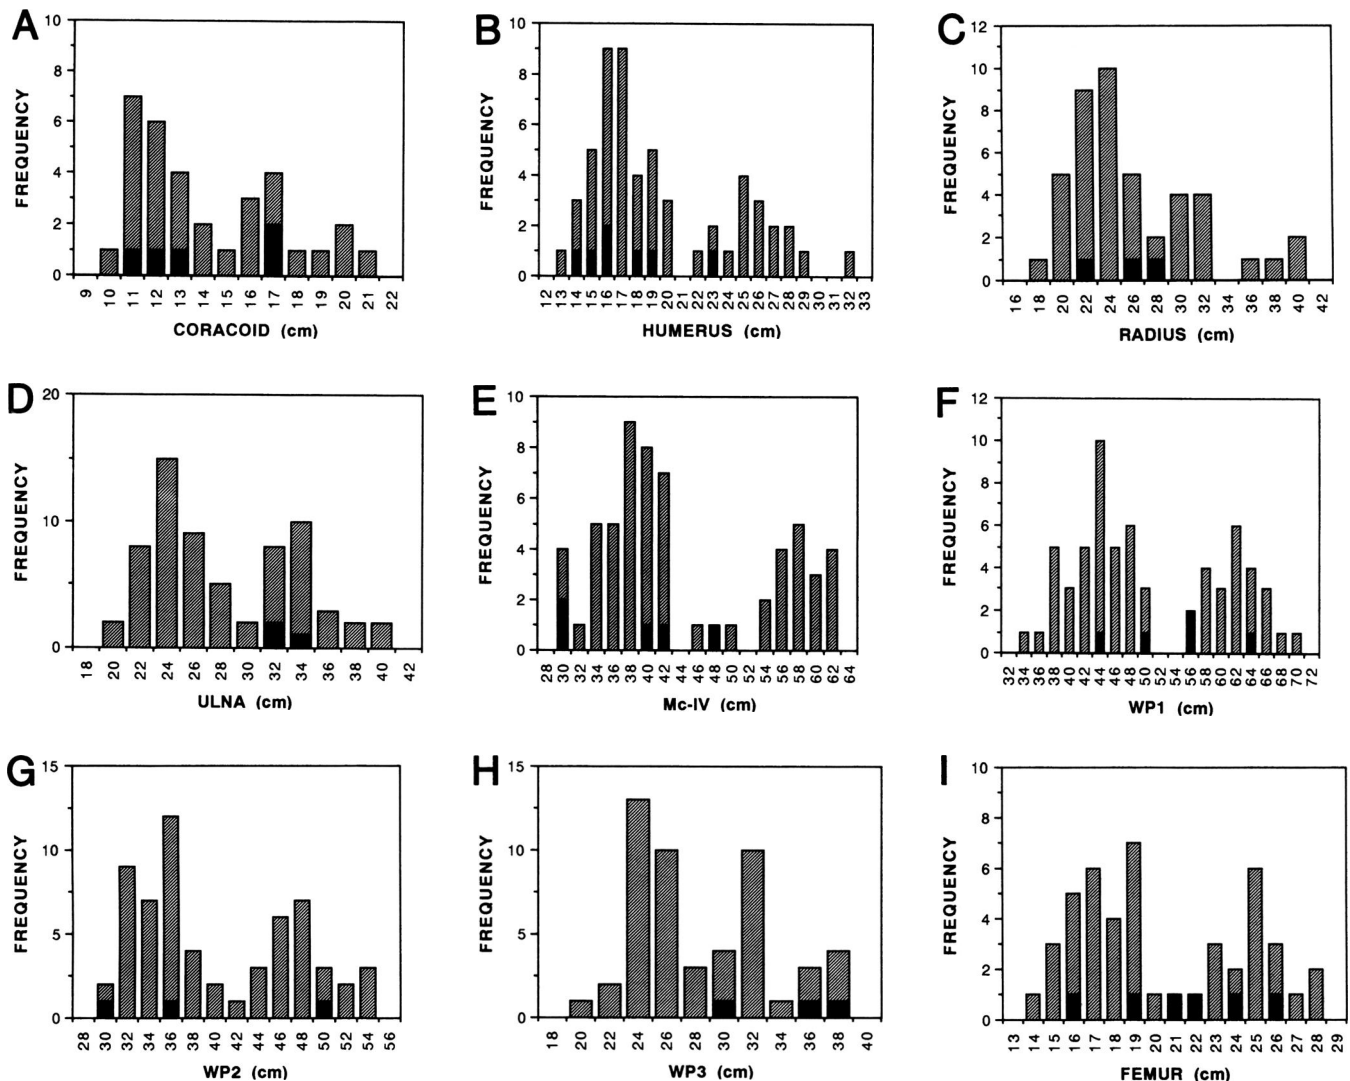 A
FREQUENCY
10
8
6
4
2
0
9 10 11 12 13 14 15 16 17 18 19 20 21 22
CORACOID (cm)
B
FREQUENCY
10
8
6
4
2
0
12 13 14 15 16 17 18 19 20 21 22 23 24 25 26 27 28 29 30 31 32 33
HUMERUS (cm)
C
FREQUENCY
12
10
8
6
4
2
0
16 18 20 22 24 26 28 30 32 34 36 38 40 42
RADIUS (cm)
D
FREQUENCY
20
10
0
18 20 22 24 26 28 30 32 34 36 38 40 42
ULNA (cm)
E
FREQUENCY
10
8
6
4
2
0
28 30 32 34 36 38 40 42 44 46 48 50 52 54 56 58 60 62 64
Mc-IV (cm)
F
FREQUENCY
12
10
8
6
4
2
0
32 34 36 38 40 42 44 46 48 50 52 54 56 58 60 62 64 66 68 70 72
WP1 (cm)
G
FREQUENCY
15
10
5
0
28 30 32 34 36 38 40 42 44 46 48 50 52 54 56
WP2 (cm)
H
FREQUENCY
15
10
5
0
18 20 22 24 26 28 30 32 34 36 38 40
WP3 (cm)
I
FREQUENCY
10
8
6
4
2
0
13 14 15 16 17 18 19 20 21 22 23 24 25 26 27 28 29
FEMUR (cm)